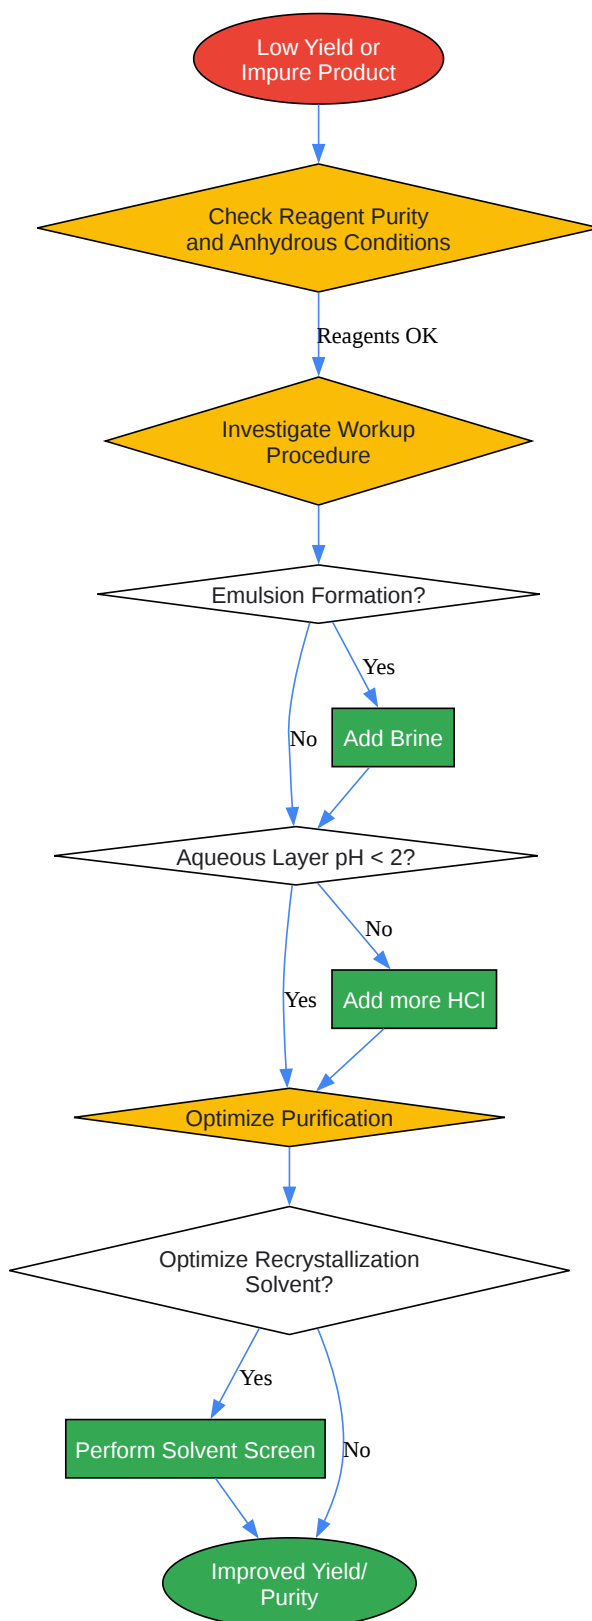 Low Yield or
Impure Product
Check Reagent Purity
and Anhydrous Conditions
Reagents OK
Investigate Workup
Procedure
Emulsion Formation?
Yes
No
Add Brine
Aqueous Layer pH < 2?
No
Yes
Add more HCl
Optimize Purification
Optimize Recrystallization
Solvent?
Yes
Perform Solvent Screen
No
Improved Yield/
Purity